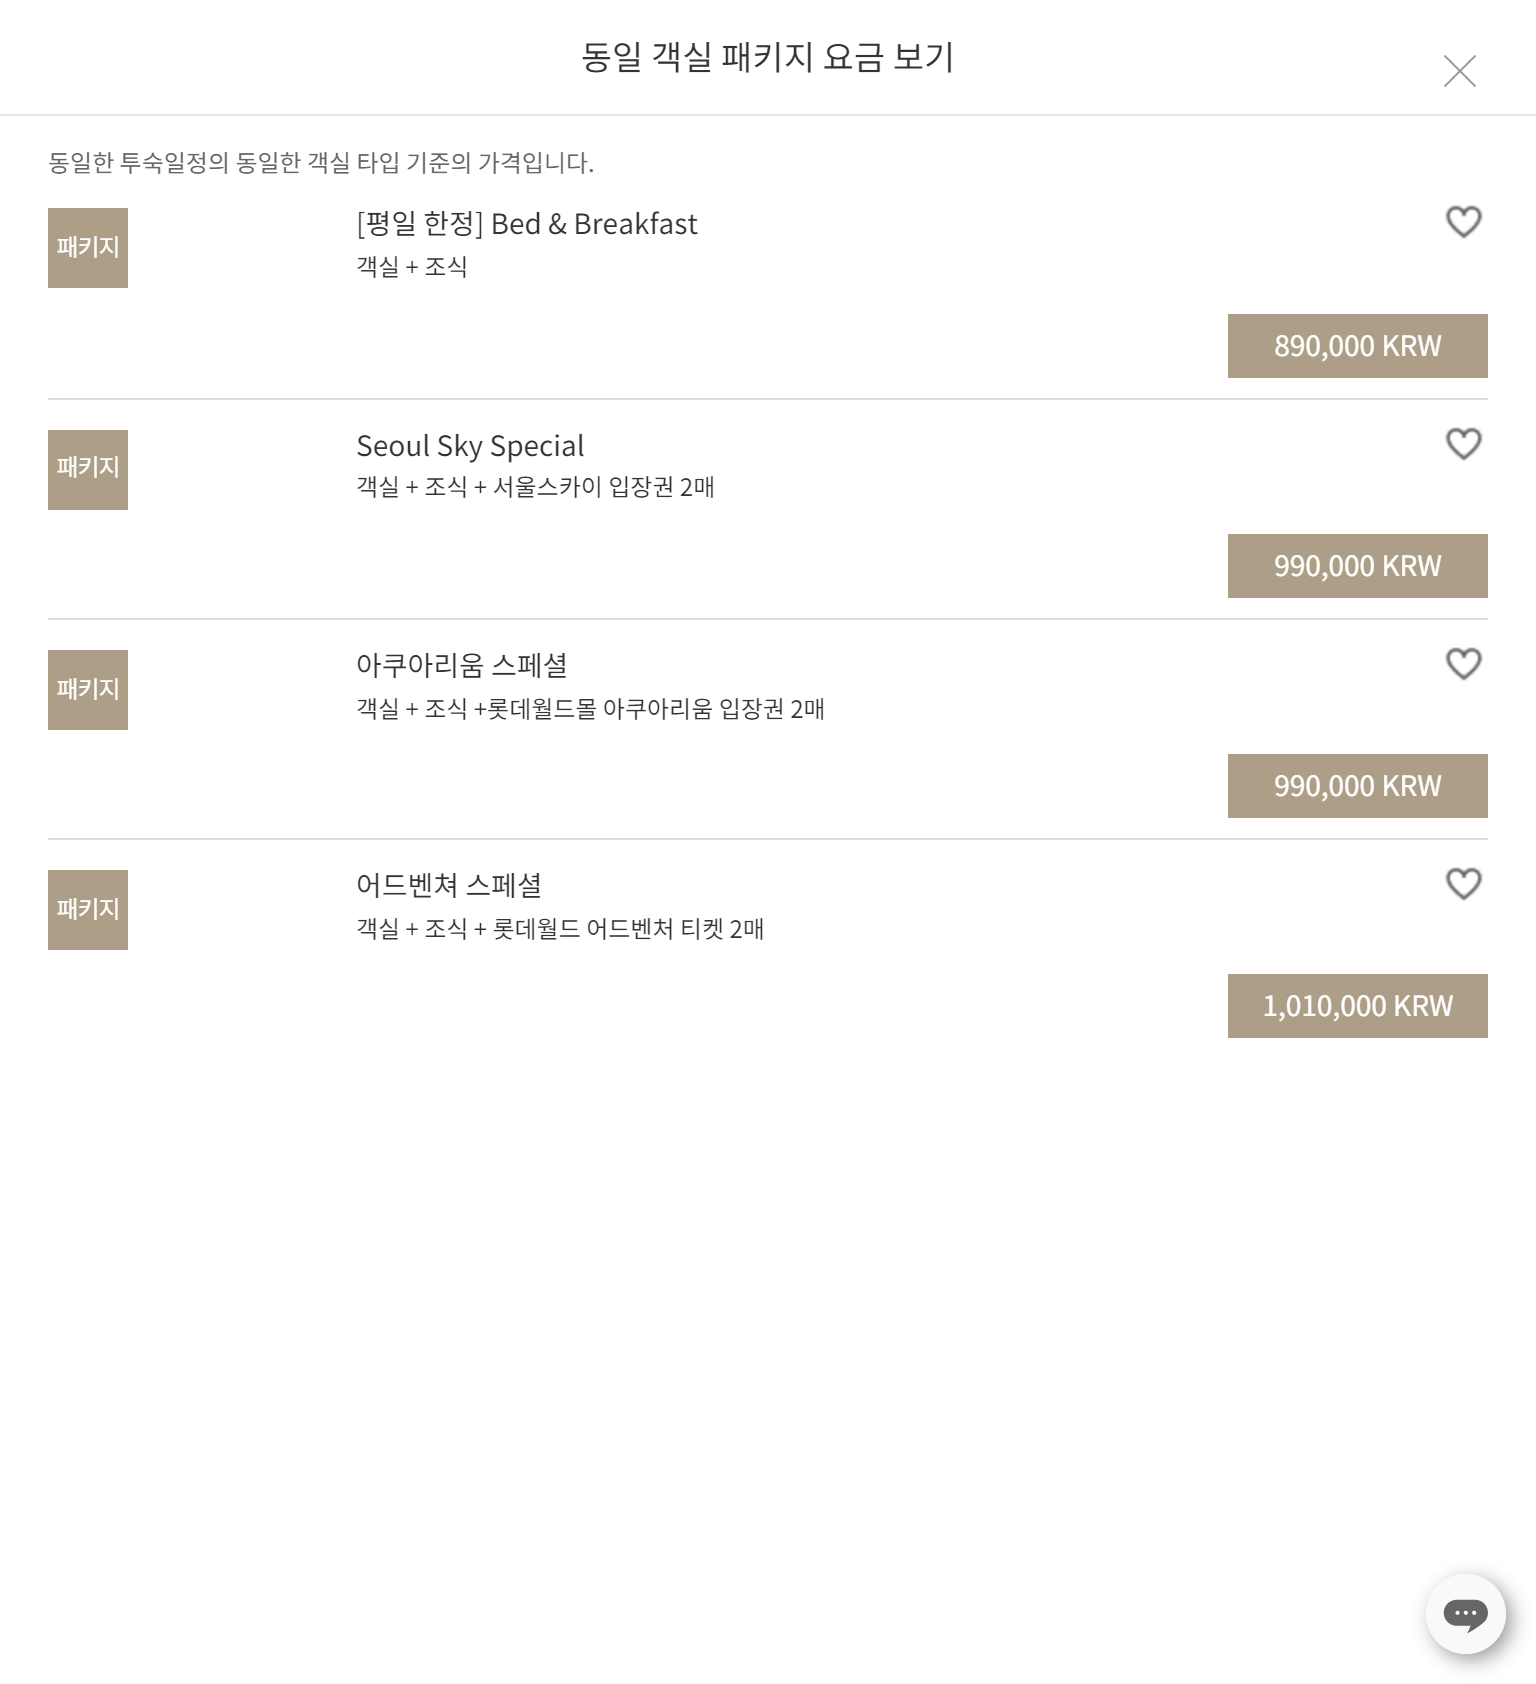 동일 객실 패키지 요금 보기
동일한 투숙일정의 동일한 객실 타입 기준의 가격입니다.
패키지
[평일 한정] Bed & Breakfast
객실 + 조식
890,000 KRW
패키지
Seoul Sky Special
객실 + 조식 + 서울스카이 입장권 2매
990,000 KRW
패키지
아쿠아리움 스페셜
객실 + 조식 +롯데월드몰 아쿠아리움 입장권 2매
990,000 KRW
패키지
어드벤쳐 스페셜
객실 + 조식 + 롯데월드 어드벤처 티켓 2매
1,010,000 KRW